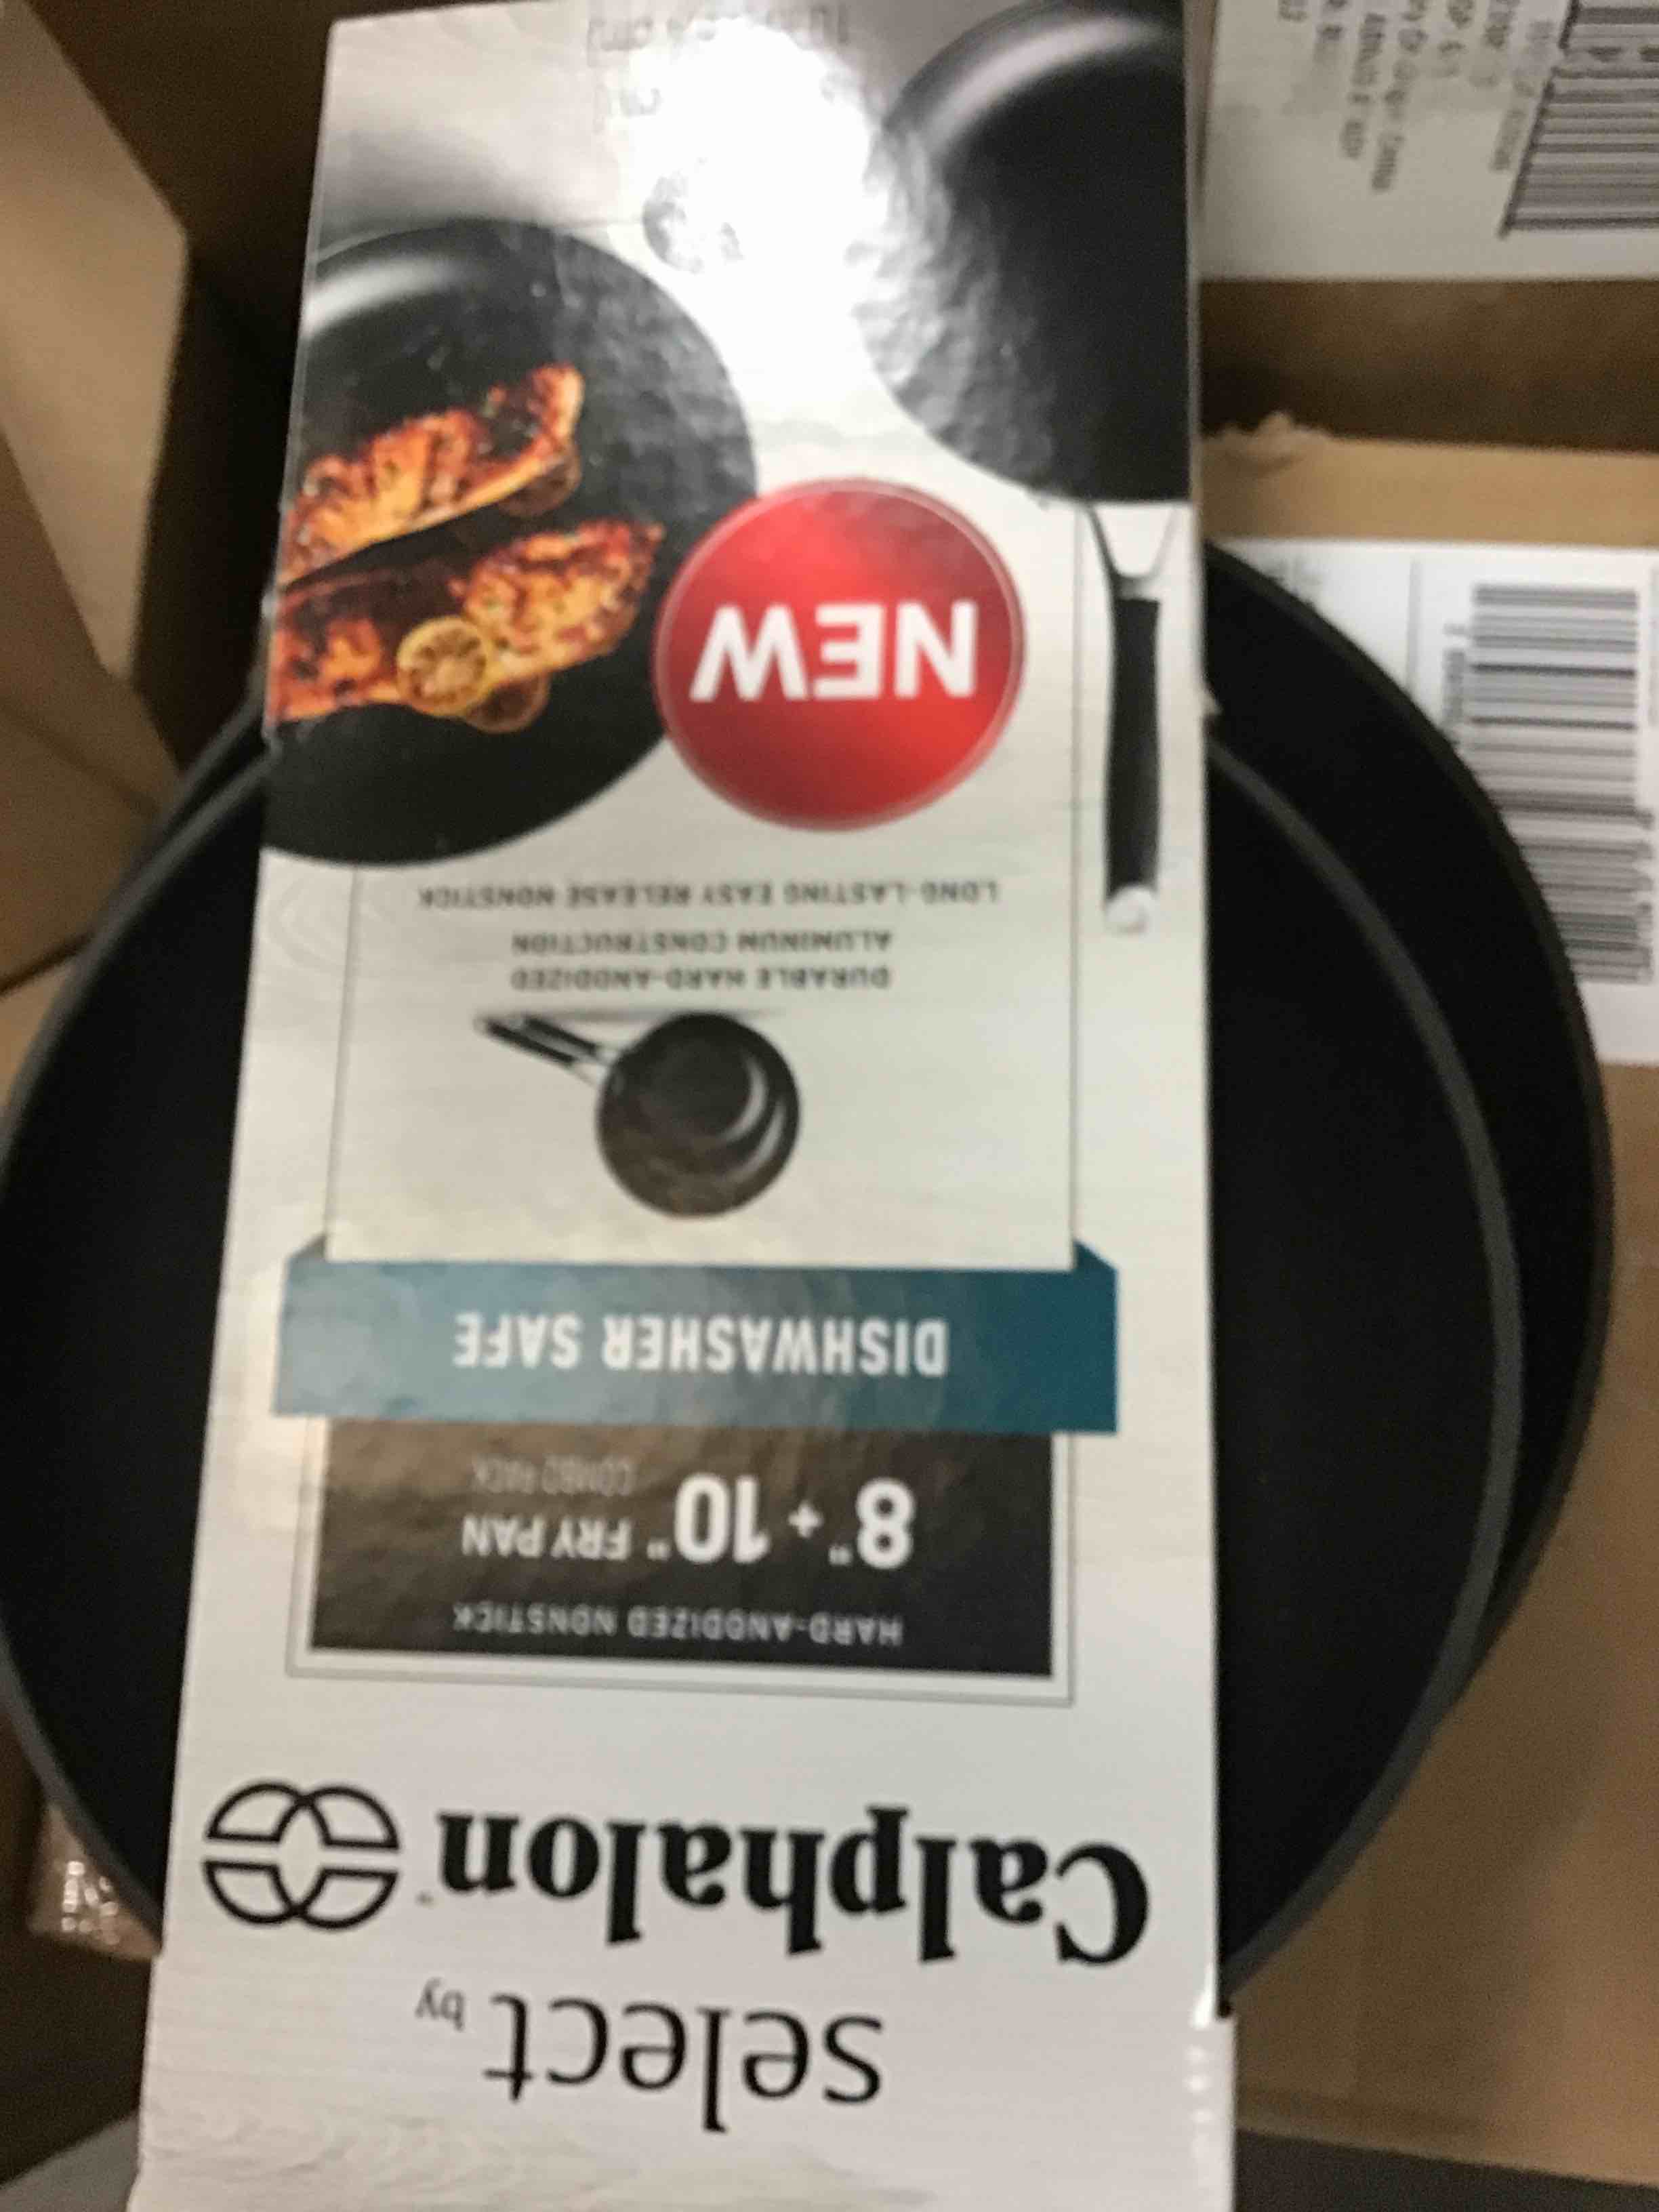 select by
Calphalon™
HARD-ANODIZED NONSTICK
8" + 10" FRY PAN
COMBO PACK
DISHWASHER SAFE
DURABLE HARD-ANODIZED
ALUMINUM CONSTRUCTION
LONG-LASTING EASY RELEASE NONSTICK
NEW